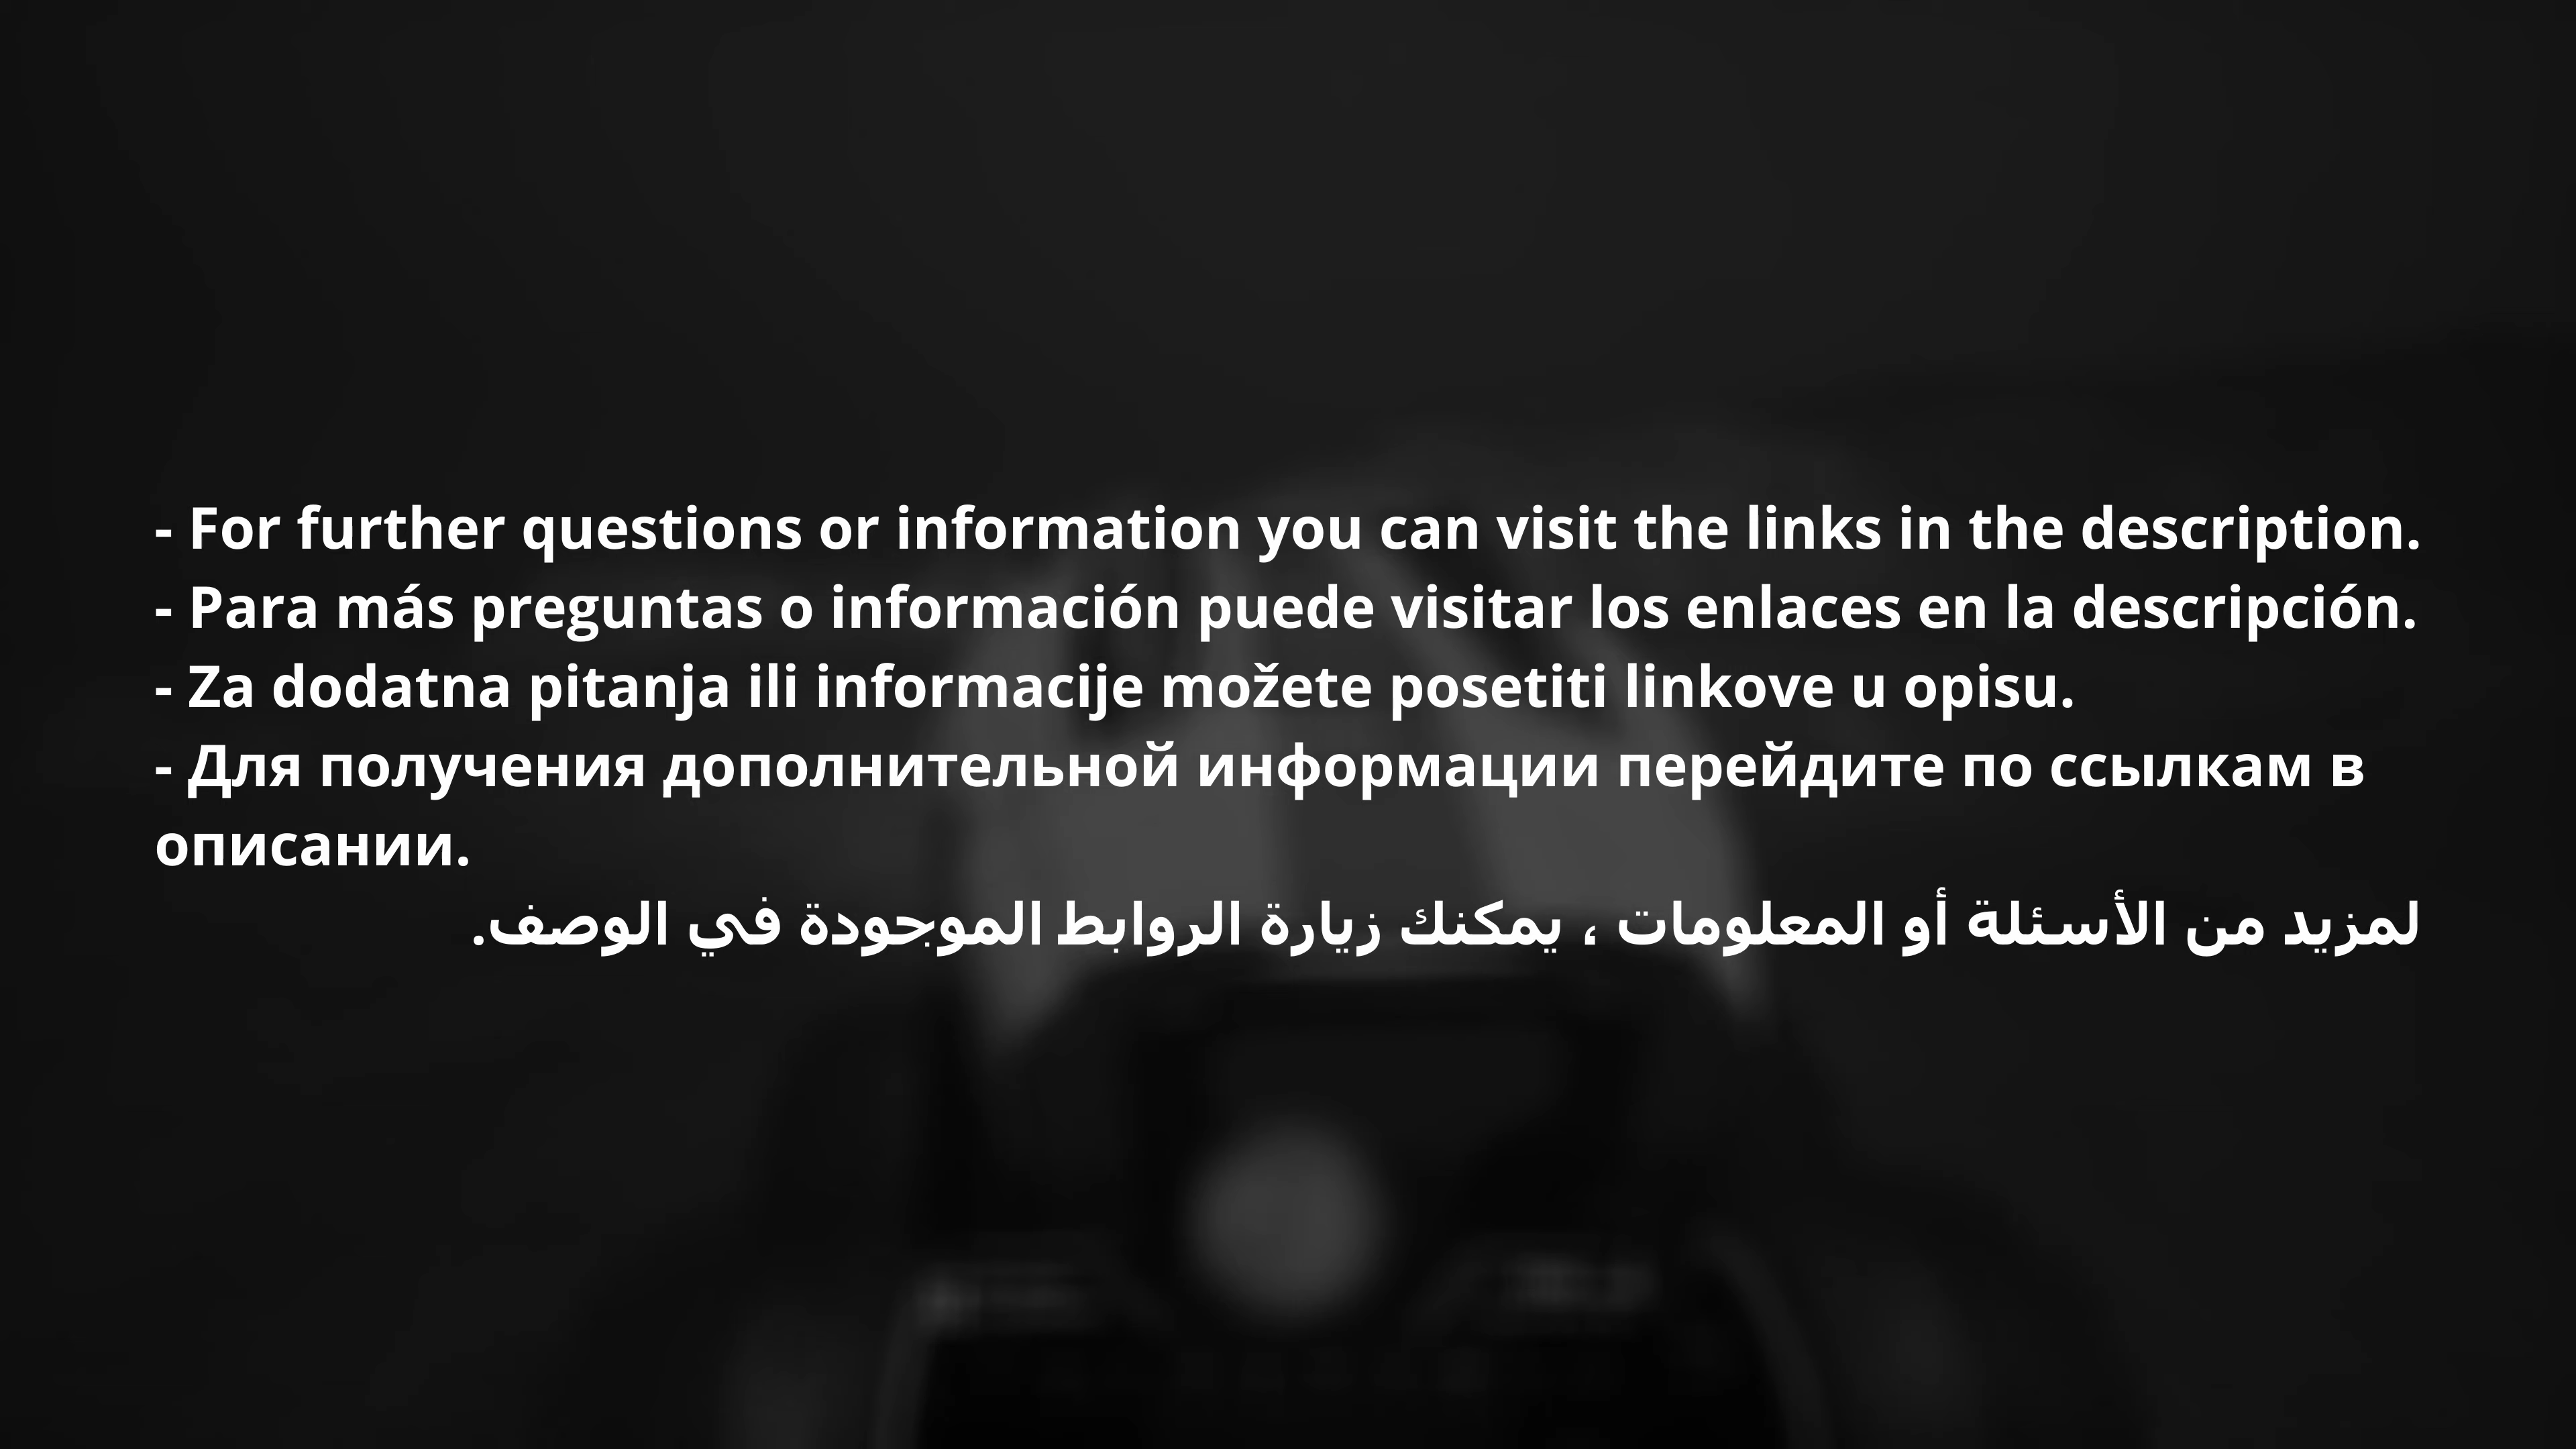 - For further questions or information you can visit the links in the description.
- Para más preguntas o información puede visitar los enlaces en la descripción.
- Za dodatna pitanja ili informacije možete posetiti linkove u opisu.
- Для получения дополнительной информации перейдите по ссылкам в
описании.
لمزيد من الأسئلة أو المعلومات ، يمكنك زيارة الروابط الموجودة في الوصف.